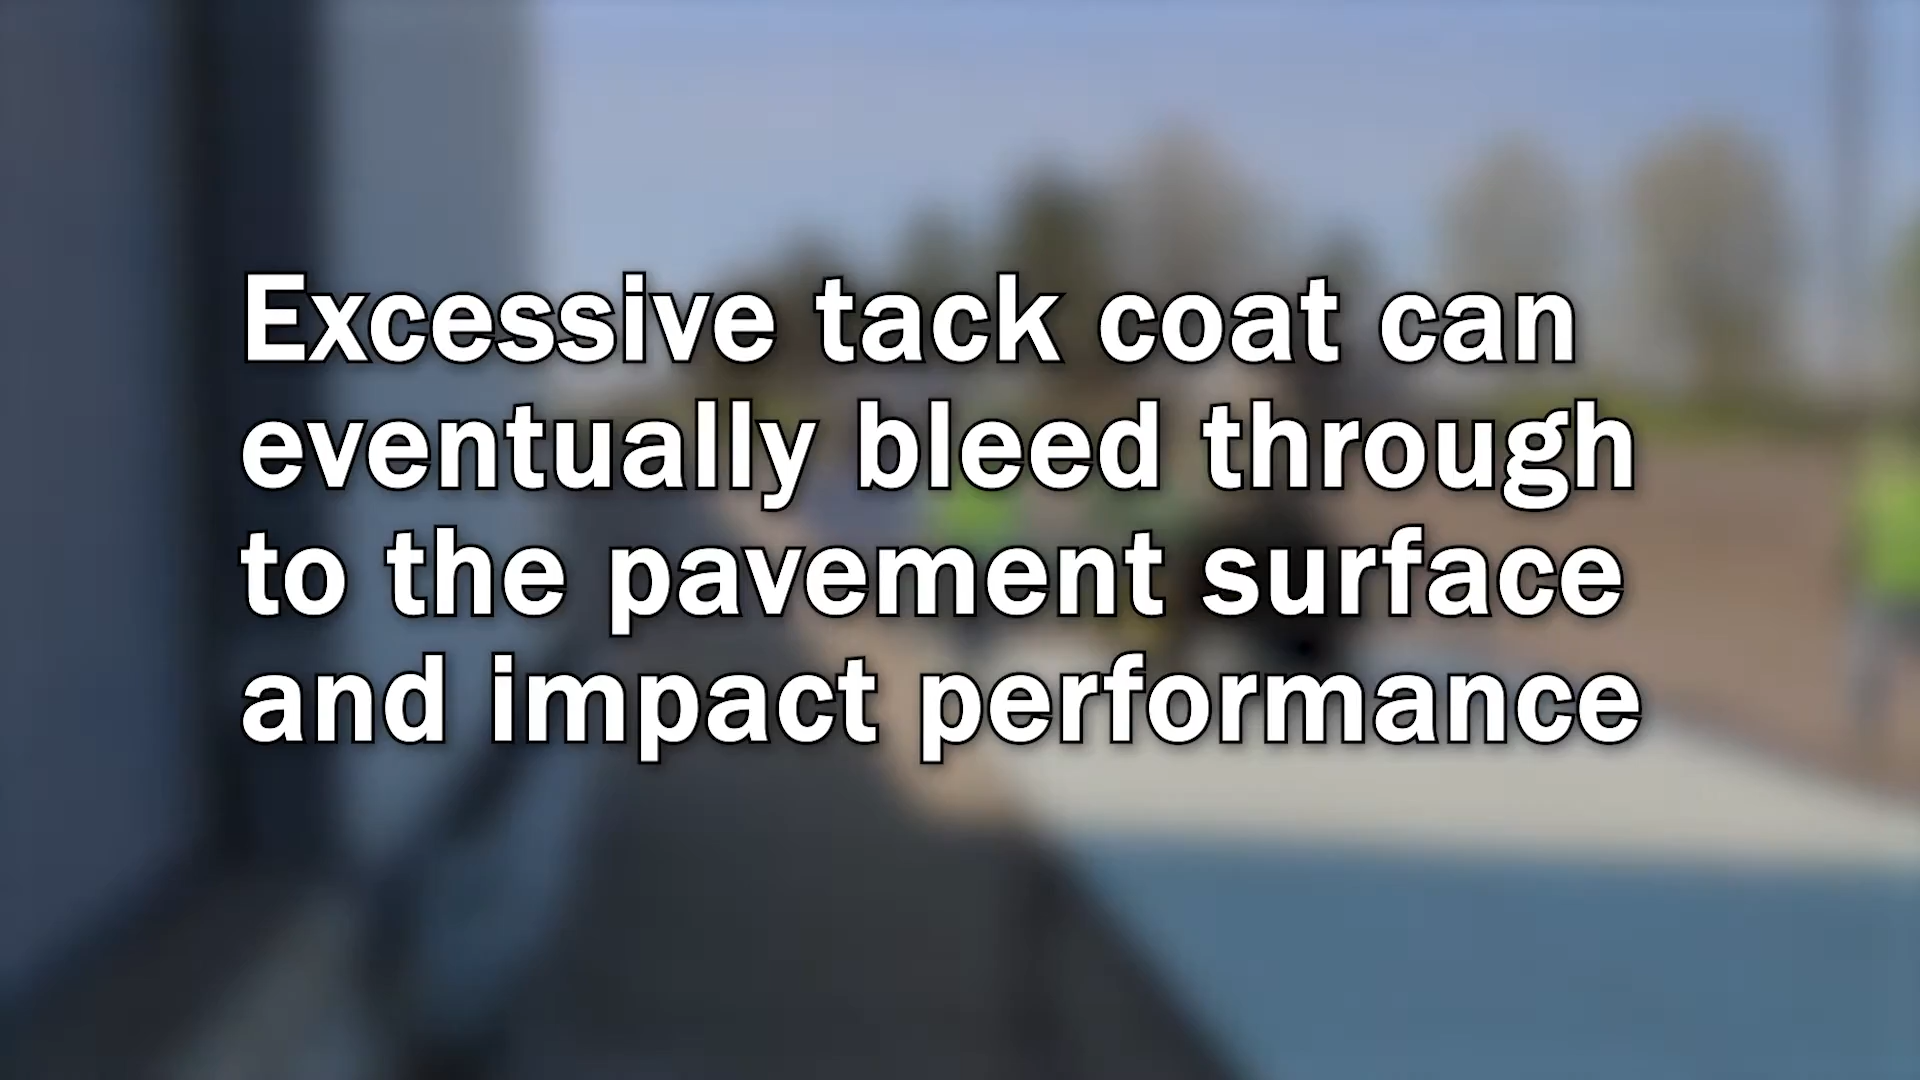 Excessive tack coat can
eventually bleed through
to the pavement surface
and impact performance